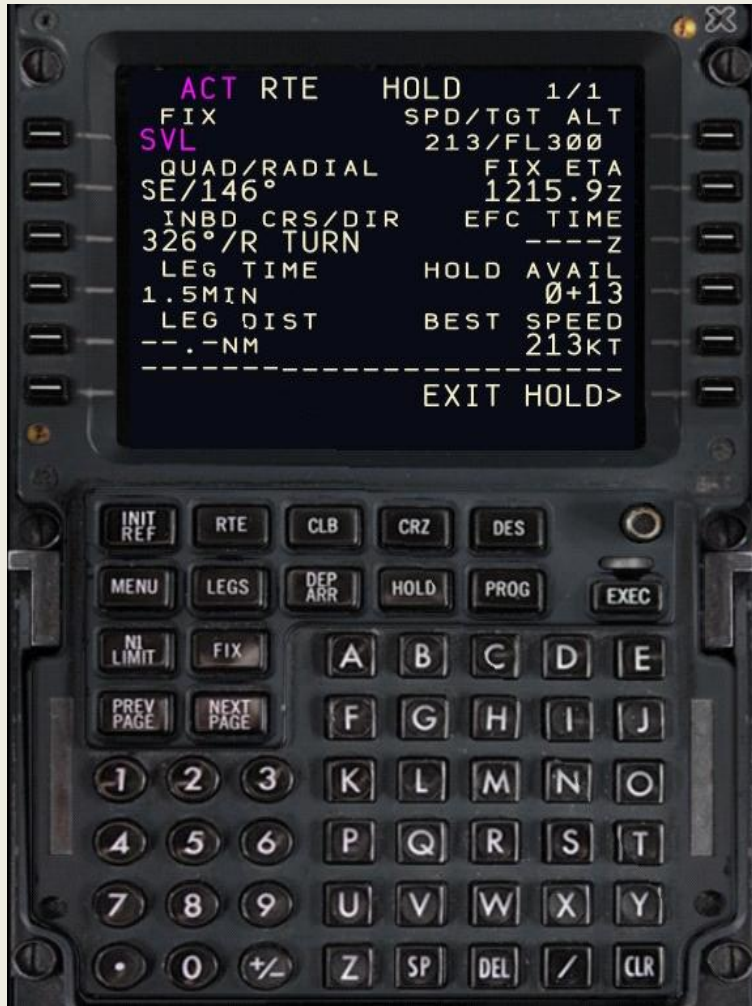 ACT RTE HOLD 1/1
FIX SPD/TGT ALT
SVL 213/FL300
QUAD/RADIAL FIX ETA
SE/146° 1215.9z
INBD CRS/DIR EFC TIME
326°/R TURN ----z
LEG TIME HOLD AVAIL
1.5MIN 0+13
LEG DIST BEST SPEED
--.-NM 213KT
------------------------
EXIT HOLD>
INIT REF RTE CLB CRZ DES
MENU LEGS DEP ARR HOLD PROG EXEC
N1 LIMIT FIX A B C D E
PREV PAGE NEXT PAGE F G H I J
1 2 3 K L M N O
4 5 6 P Q R S T
7 8 9 U V W X Y
. 0 +/- Z SP DEL / CLR